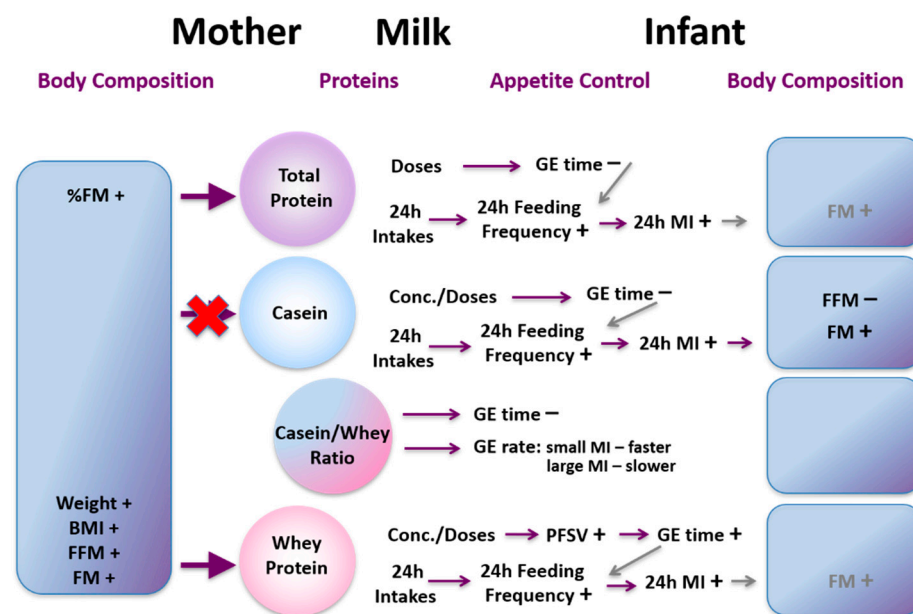 Mother Milk Infant
Body Composition Proteins Appetite Control Body Composition
%FM +
Weight +
BMI +
FFM +
FM +
Total
Protein
Doses GE time –
24h
Intakes
24h Feeding
Frequency +
24h MI +
FM +
Casein
Conc./Doses GE time –
24h
Intakes
24h Feeding
Frequency +
24h MI +
FFM –
FM +
Casein/Whey
Ratio
GE time –
GE rate: small MI – faster
large MI – slower
Whey
Protein
Conc./Doses PFSV + GE time +
24h
Intakes
24h Feeding
Frequency +
24h MI +
FM +